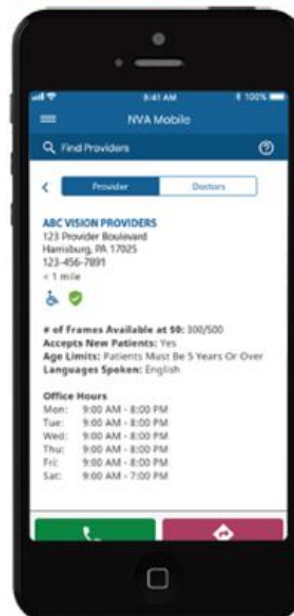 9:41 AM
100%
NVA Mobile
Find Providers
Provider
Doctors
ABC VISION PROVIDERS
123 Provider Boulevard
Harrisburg, PA 17025
123-456-7891
< 1 mile
# of Frames Available at $0: 300/500
Accepts New Patients: Yes
Age Limits: Patients Must Be 5 Years Or Over
Languages Spoken: English
Office Hours
Mon: 9:00 AM - 8:00 PM
Tue: 9:00 AM - 8:00 PM
Wed: 9:00 AM - 8:00 PM
Thu: 9:00 AM - 8:00 PM
Fri: 9:00 AM - 8:00 PM
Sat: 9:00 AM - 7:00 PM